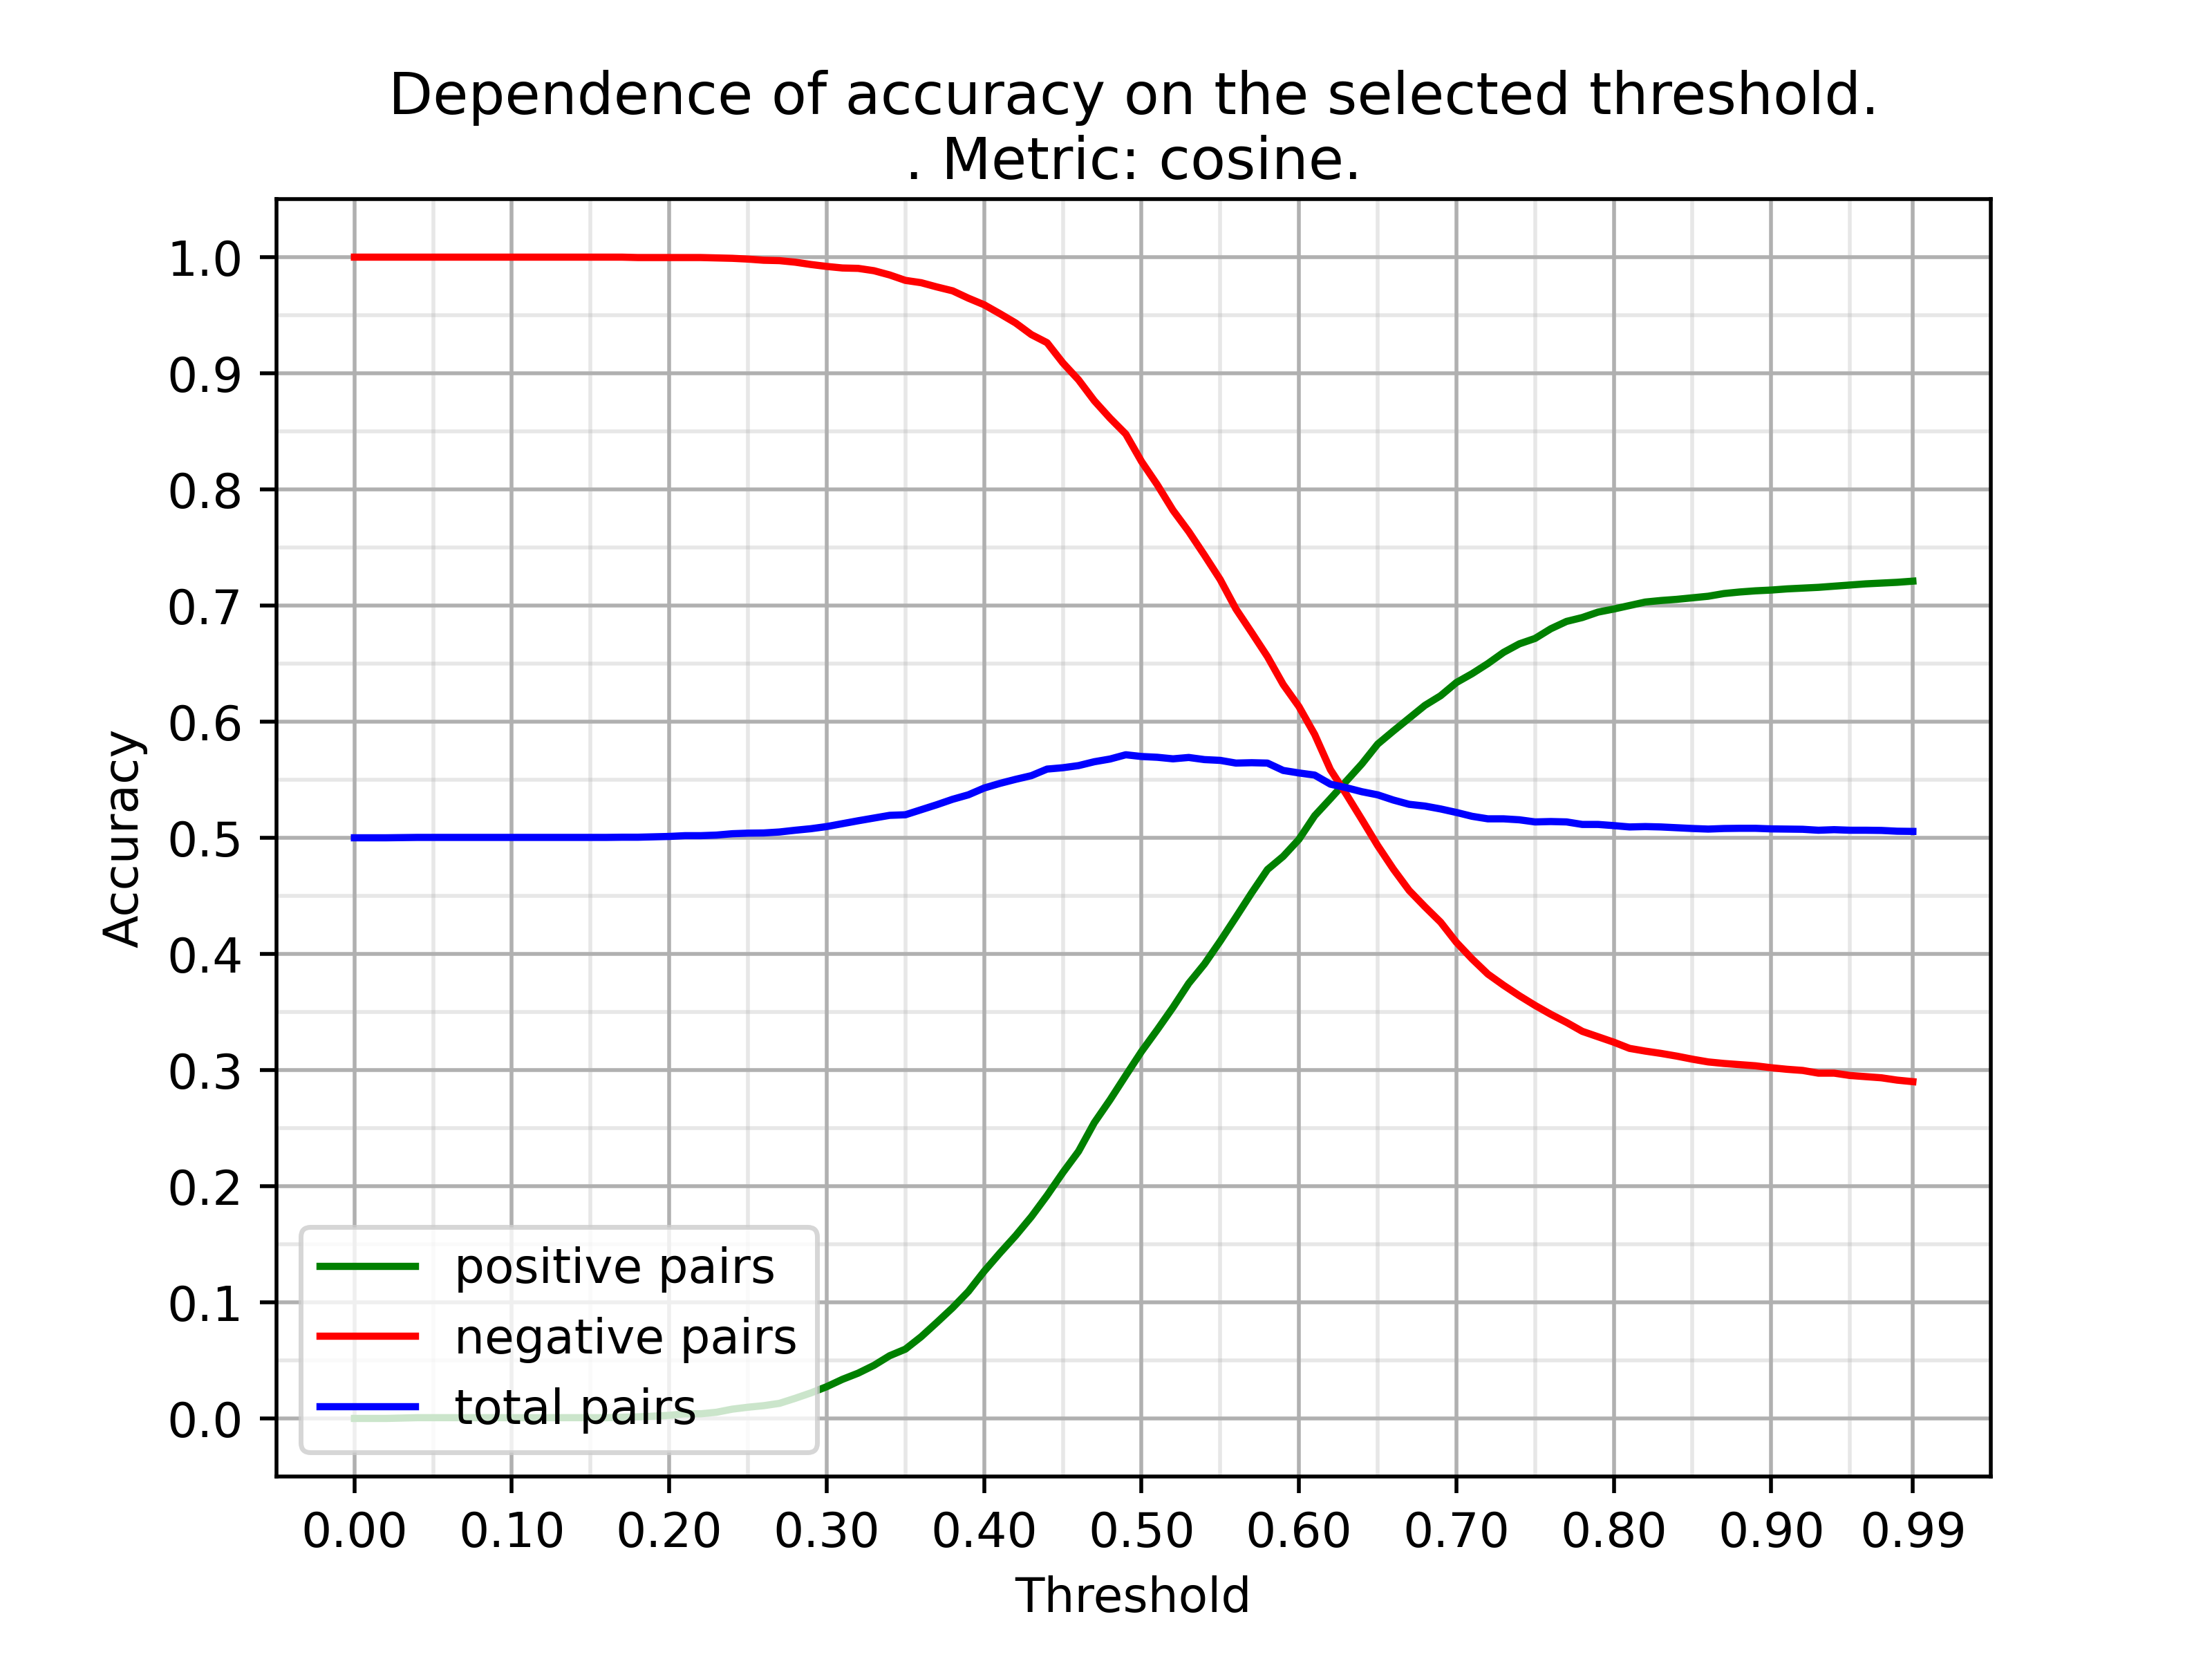 Dependence of accuracy on the selected threshold.
. Metric: cosine.
1.0
0.9
0.8
0.7
0.6
0.5
0.4
0.3
0.2
0.1
0.0
Accuracy
positive pairs
negative pairs
total pairs
0.00 0.10 0.20 0.30 0.40 0.50 0.60 0.70 0.80 0.90 0.99
Threshold